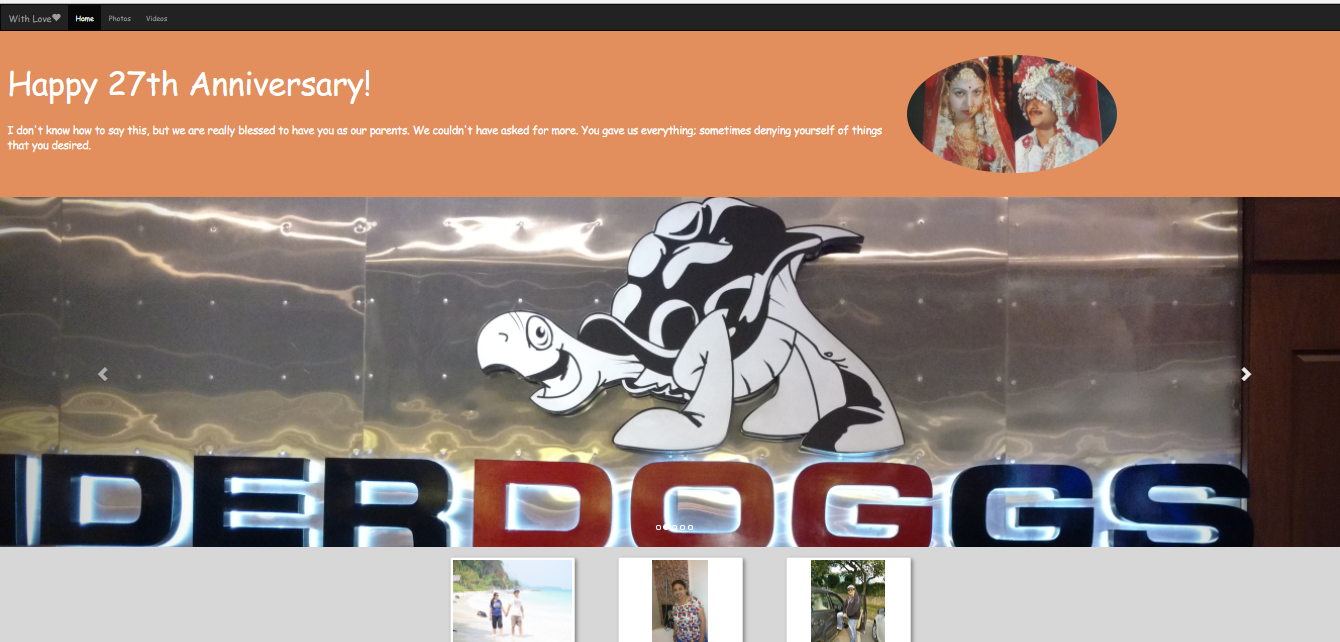 With Love♥ Home Photos Videos
Happy 27th Anniversary!
I don't know how to say this, but we are really blessed to have you as our parents. We couldn't have asked for more. You gave us everything; sometimes denying yourself of things
that you desired.
DERDOGGS